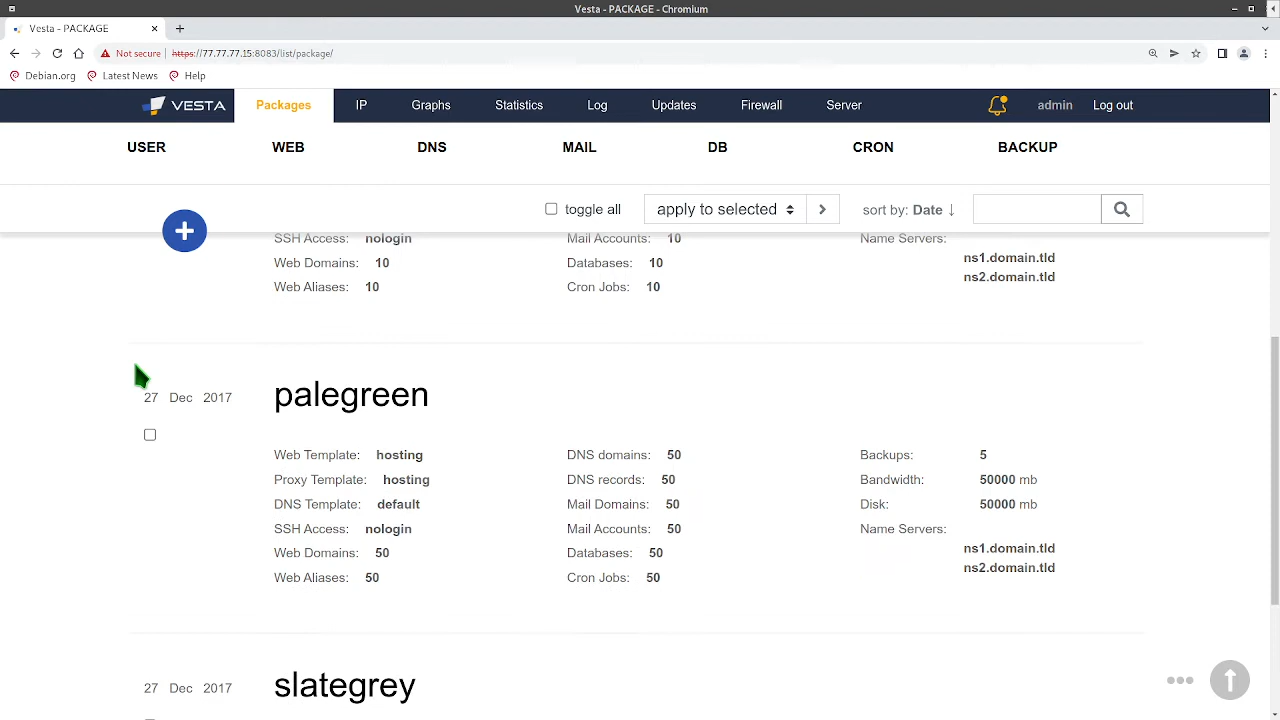 Vesta - PACKAGE - Chromium
Vesta - PACKAGE
Not secure https://77.77.77.15:8083/list/package/
Debian.org Latest News Help
VESTA Packages IP Graphs Statistics Log Updates Firewall Server admin Log out
USER WEB DNS MAIL DB CRON BACKUP
toggle all apply to selected sort by: Date ↓
SSH Access: nologin Mail Accounts: 10 Name Servers:
ns1.domain.tld
Web Domains: 10 Databases: 10
ns2.domain.tld
Web Aliases: 10 Cron Jobs: 10
27 Dec 2017 palegreen
Web Template: hosting DNS domains: 50 Backups: 5
Proxy Template: hosting DNS records: 50 Bandwidth: 50000 mb
DNS Template: default Mail Domains: 50 Disk: 50000 mb
SSH Access: nologin Mail Accounts: 50 Name Servers:
ns1.domain.tld
Web Domains: 50 Databases: 50
ns2.domain.tld
Web Aliases: 50 Cron Jobs: 50
27 Dec 2017 slategrey